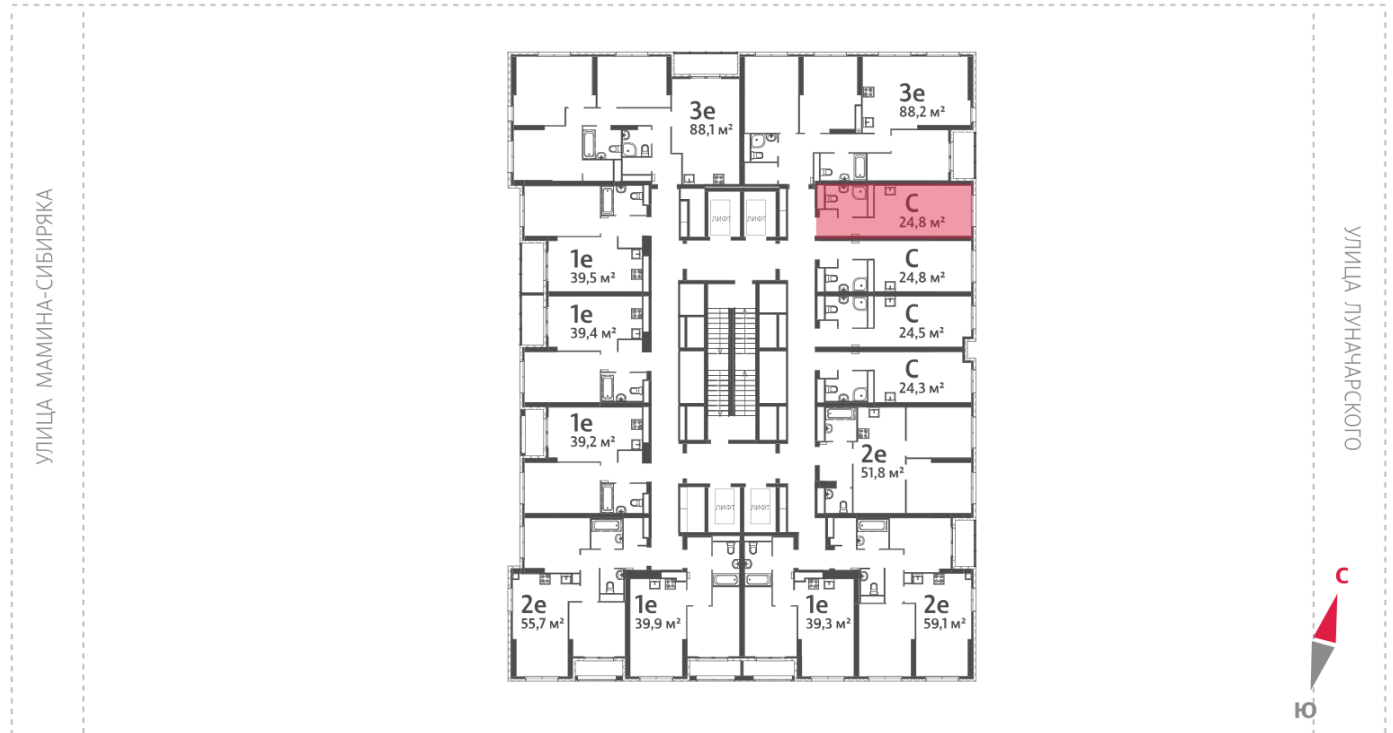 УЛИЦА МАМИНА-СИБИРЯКА
3е
88,1 м²
3е
88,2 м²
ЛИФТ
ЛИФТ
С
24,8 м²
1е
39,5 м²
С
24,8 м²
1е
39,4 м²
С
24,5 м²
С
24,3 м²
1е
39,2 м²
2е
51,8 м²
ЛИФТ
ЛИФТ
2е
55,7 м²
1е
39,9 м²
1е
39,3 м²
2е
59,1 м²
УЛИЦА ЛУНАЧАРСКОГО
С
Ю